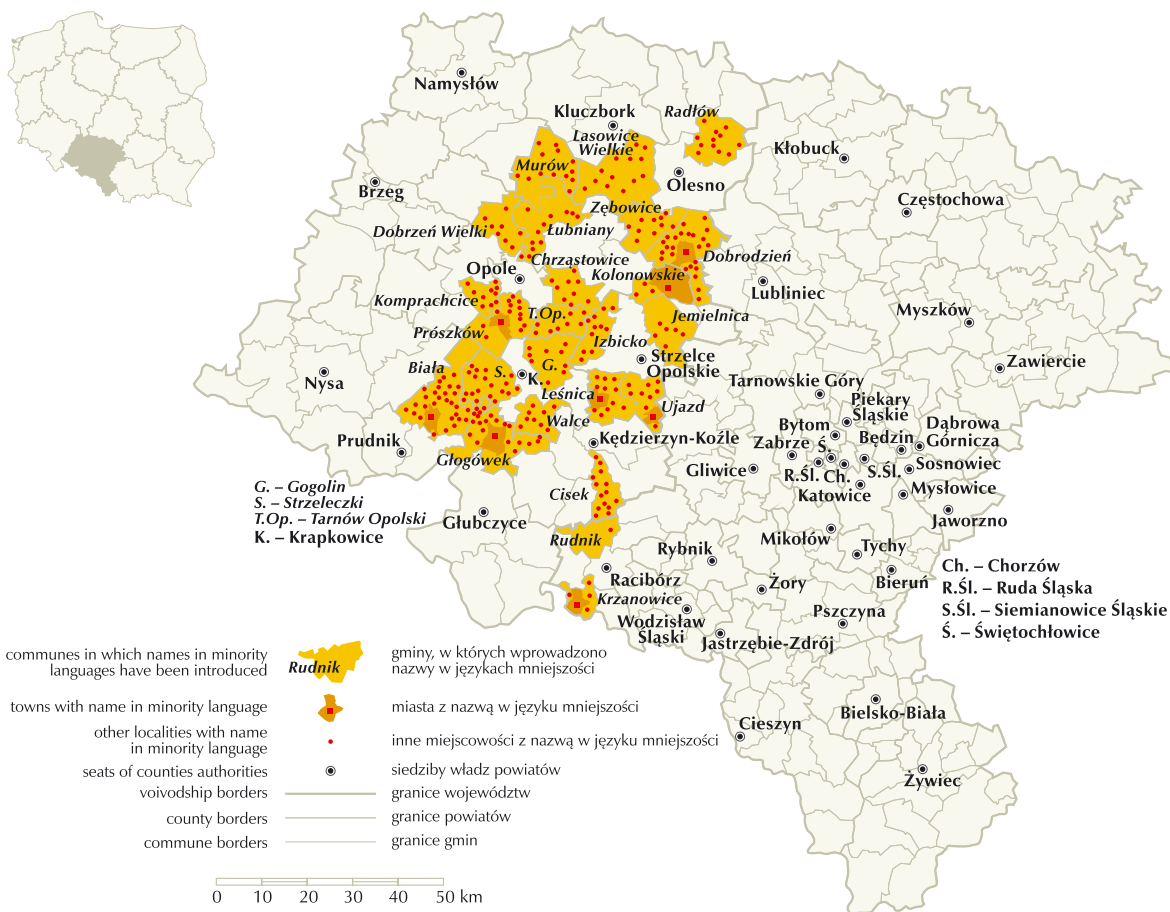 Namysłów
Kluczbork
Radłów
Lasowice
Wielkie
Murów
Kłobuck
Olesno
Brzeg
Zębowice
Częstochowa
Dobrzeń Wielki
Łubniany
Chrząstowice
Dobrodzień
Opole
Kolonowskie
Lubliniec
Komprachcice
T.Op.
Jemielnica
Myszków
Prószków
Izbicko
Biała
G.
Strzelce
Opolskie
Zawiercie
Nysa
S.
K.
Tarnowskie Góry
Leśnica
Ujazd
Piekary
Śląskie
Walce
Bytom
Dąbrowa
Górnicza
Prudnik
Kędzierzyn-Koźle
Zabrze
Ś.
Będzin
Głogówek
Gliwice
R.Śl.
Ch.
S.Śl.
Sosnowiec
Katowice
Mysłowice
G. – Gogolin
S. – Strzeleczki
T.Op. – Tarnów Opolski
K. – Krapkowice
Cisek
Głubczyce
Jaworzno
Rudnik
Mikołów
Rybnik
Tychy
Racibórz
Żory
Bieruń
Ch. – Chorzów
R.Śl. – Ruda Śląska
S.Śl. – Siemianowice Śląskie
Ś. – Świętochłowice
Krzanowice
Wodzisław
Śląski
Pszczyna
Jastrzębie-Zdrój
Bielsko-Biała
Cieszyn
Żywiec
communes in which names in minority
languages have been introduced
Rudnik
gminy, w których wprowadzono
nazwy w językach mniejszości
towns with name in minority language
miasta z nazwą w języku mniejszości
other localities with name
in minority language
inne miejscowości z nazwą w języku mniejszości
seats of counties authorities
siedziby władz powiatów
voivodship borders
granice województw
county borders
granice powiatów
commune borders
granice gmin
0 10 20 30 40 50 km